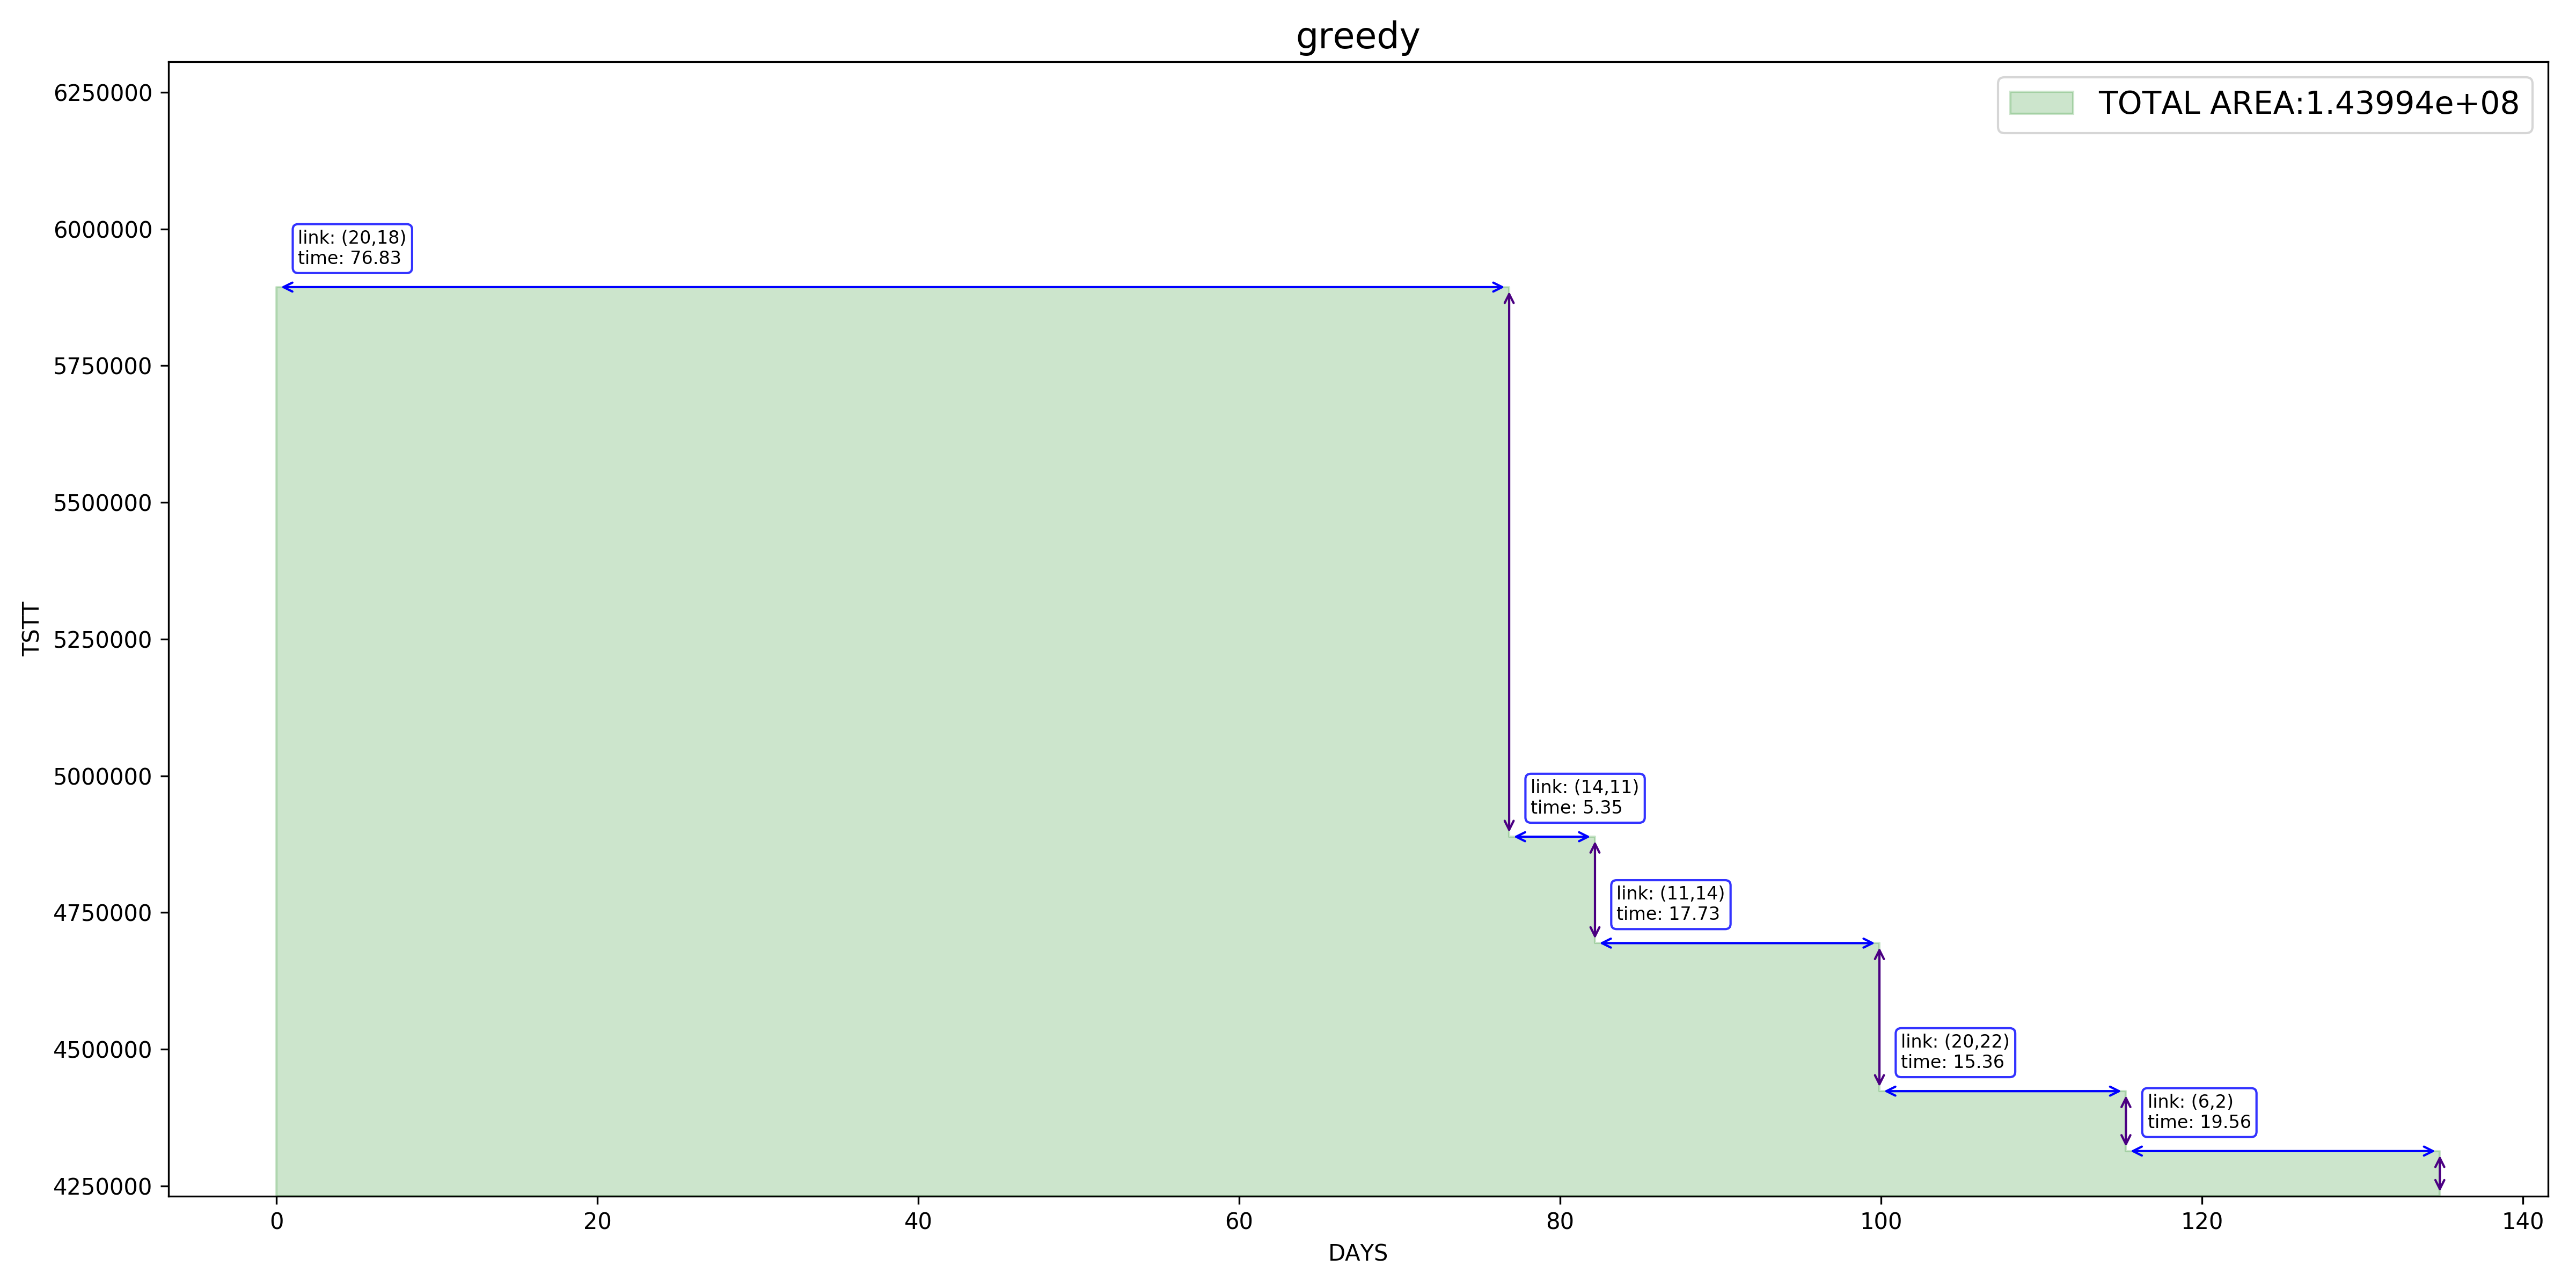 greedy
TOTAL AREA:1.43994e+08
TSTT
6250000
6000000
5750000
5500000
5250000
5000000
4750000
4500000
4250000
link: (20,18)
time: 76.83
link: (14,11)
time: 5.35
link: (11,14)
time: 17.73
link: (20,22)
time: 15.36
link: (6,2)
time: 19.56
0
20
40
60
80
100
120
140
DAYS